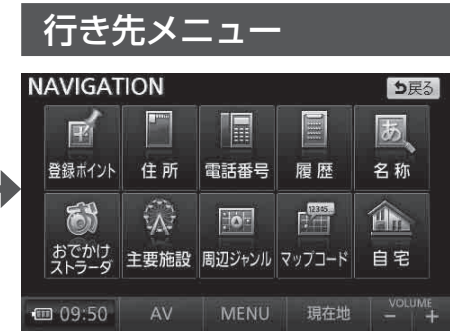 行き先メニュー
NAVIGATION
戻る
登録ポイント
住所
電話番号
履歴
あ
名称
12345...
おでかけ
ストラーダ
主要施設
周辺ジャンル
マップコード
自宅
09:50
AV
MENU
現在地
VOLUME
− +